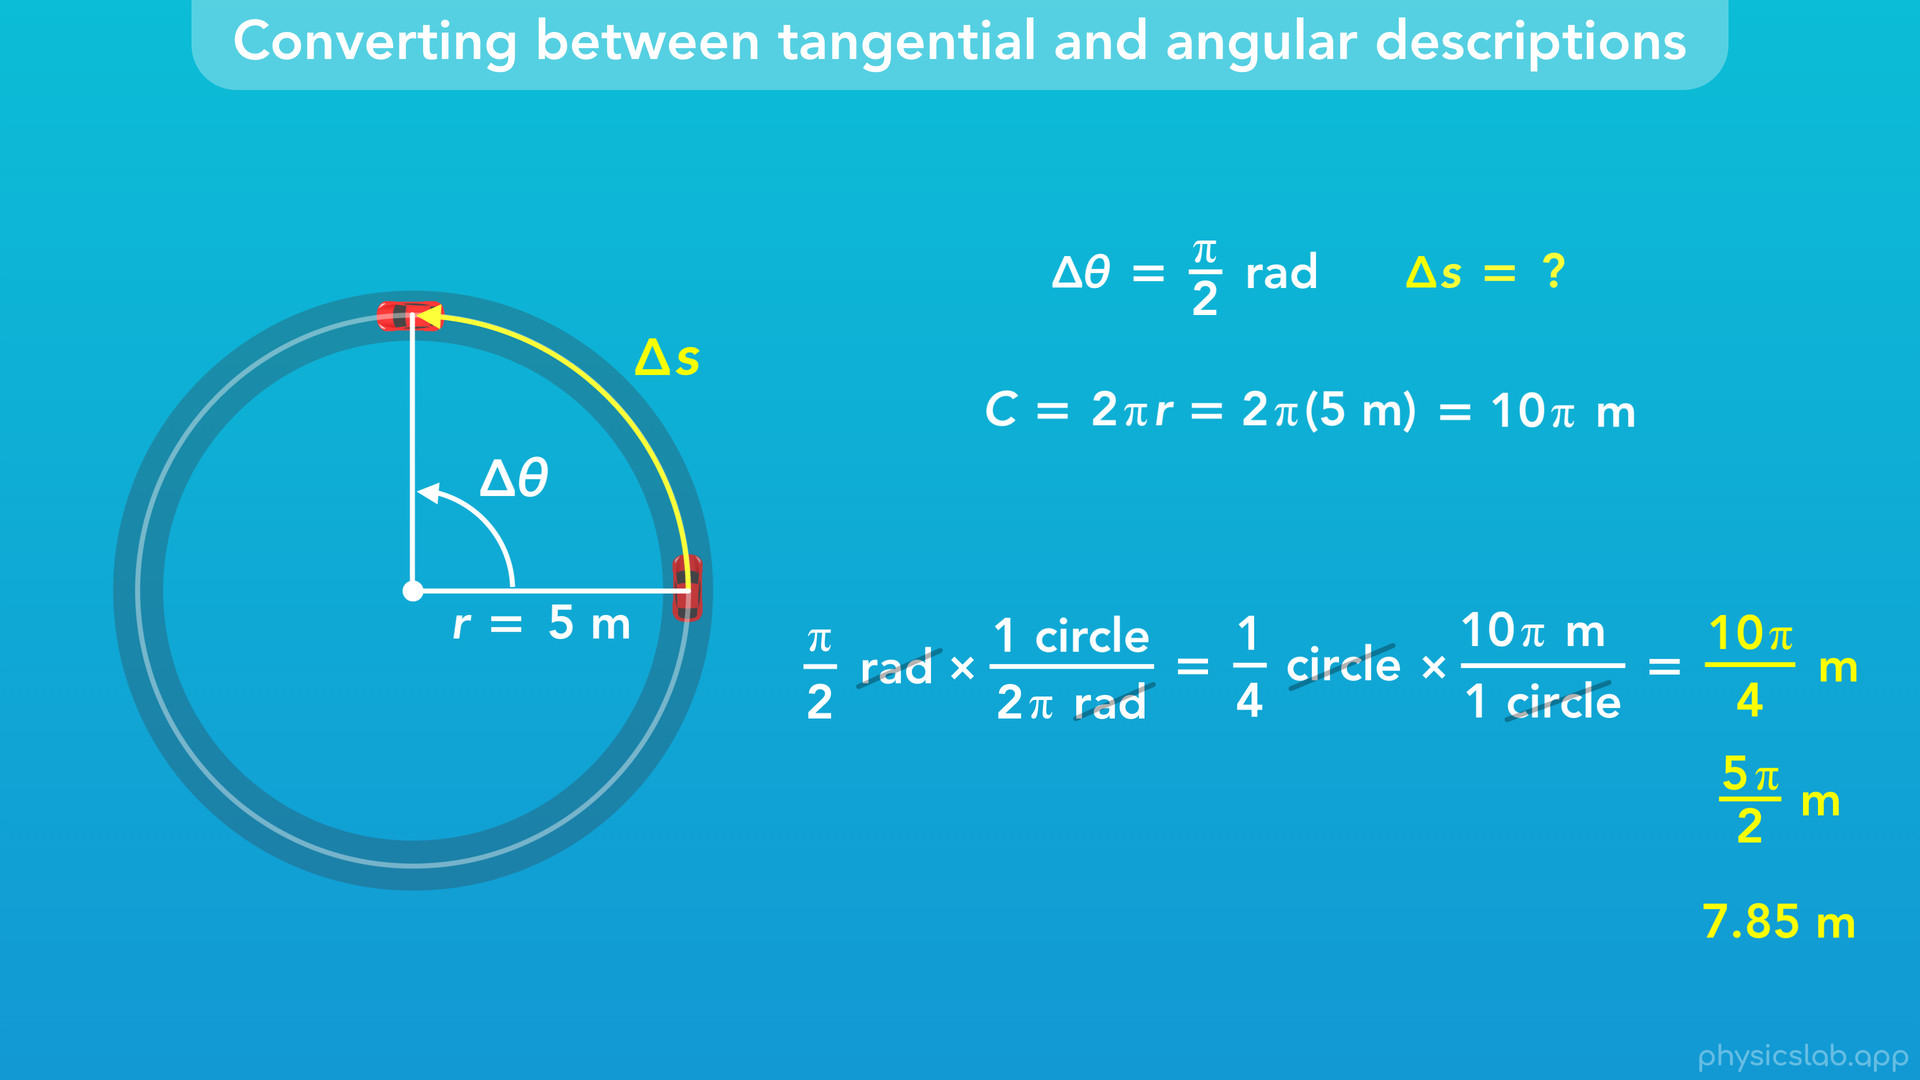 Converting between tangential and angular descriptions
Δθ = π/2 rad Δs = ?
Δs
C = 2πr = 2π(5 m) = 10π m
Δθ
r = 5 m
π/2 rad × 1 circle/2π rad = 1/4 circle × 10π m/1 circle = 10π/4 m
5π/2 m
7.85 m
physicslab.app